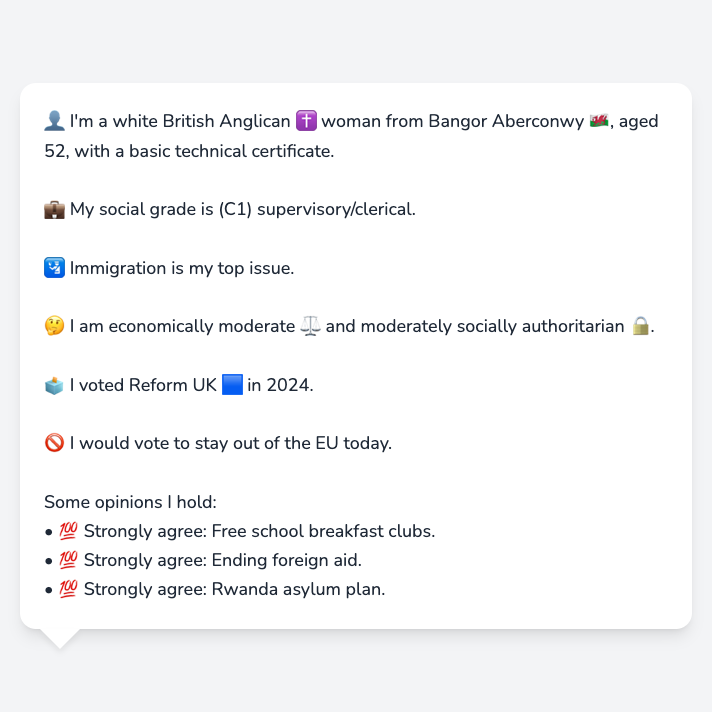 👤 I'm a white British Anglican ✝️ woman from Bangor Aberconwy 🏴󠁧󠁢󠁷󠁬󠁳󠁿, aged
52, with a basic technical certificate.
💼 My social grade is (C1) supervisory/clerical.
🛂 Immigration is my top issue.
🤔 I am economically moderate ⚖️ and moderately socially authoritarian 🔒.
🗳️ I voted Reform UK 🟦 in 2024.
🚫 I would vote to stay out of the EU today.
Some opinions I hold:
• 💯 Strongly agree: Free school breakfast clubs.
• 💯 Strongly agree: Ending foreign aid.
• 💯 Strongly agree: Rwanda asylum plan.